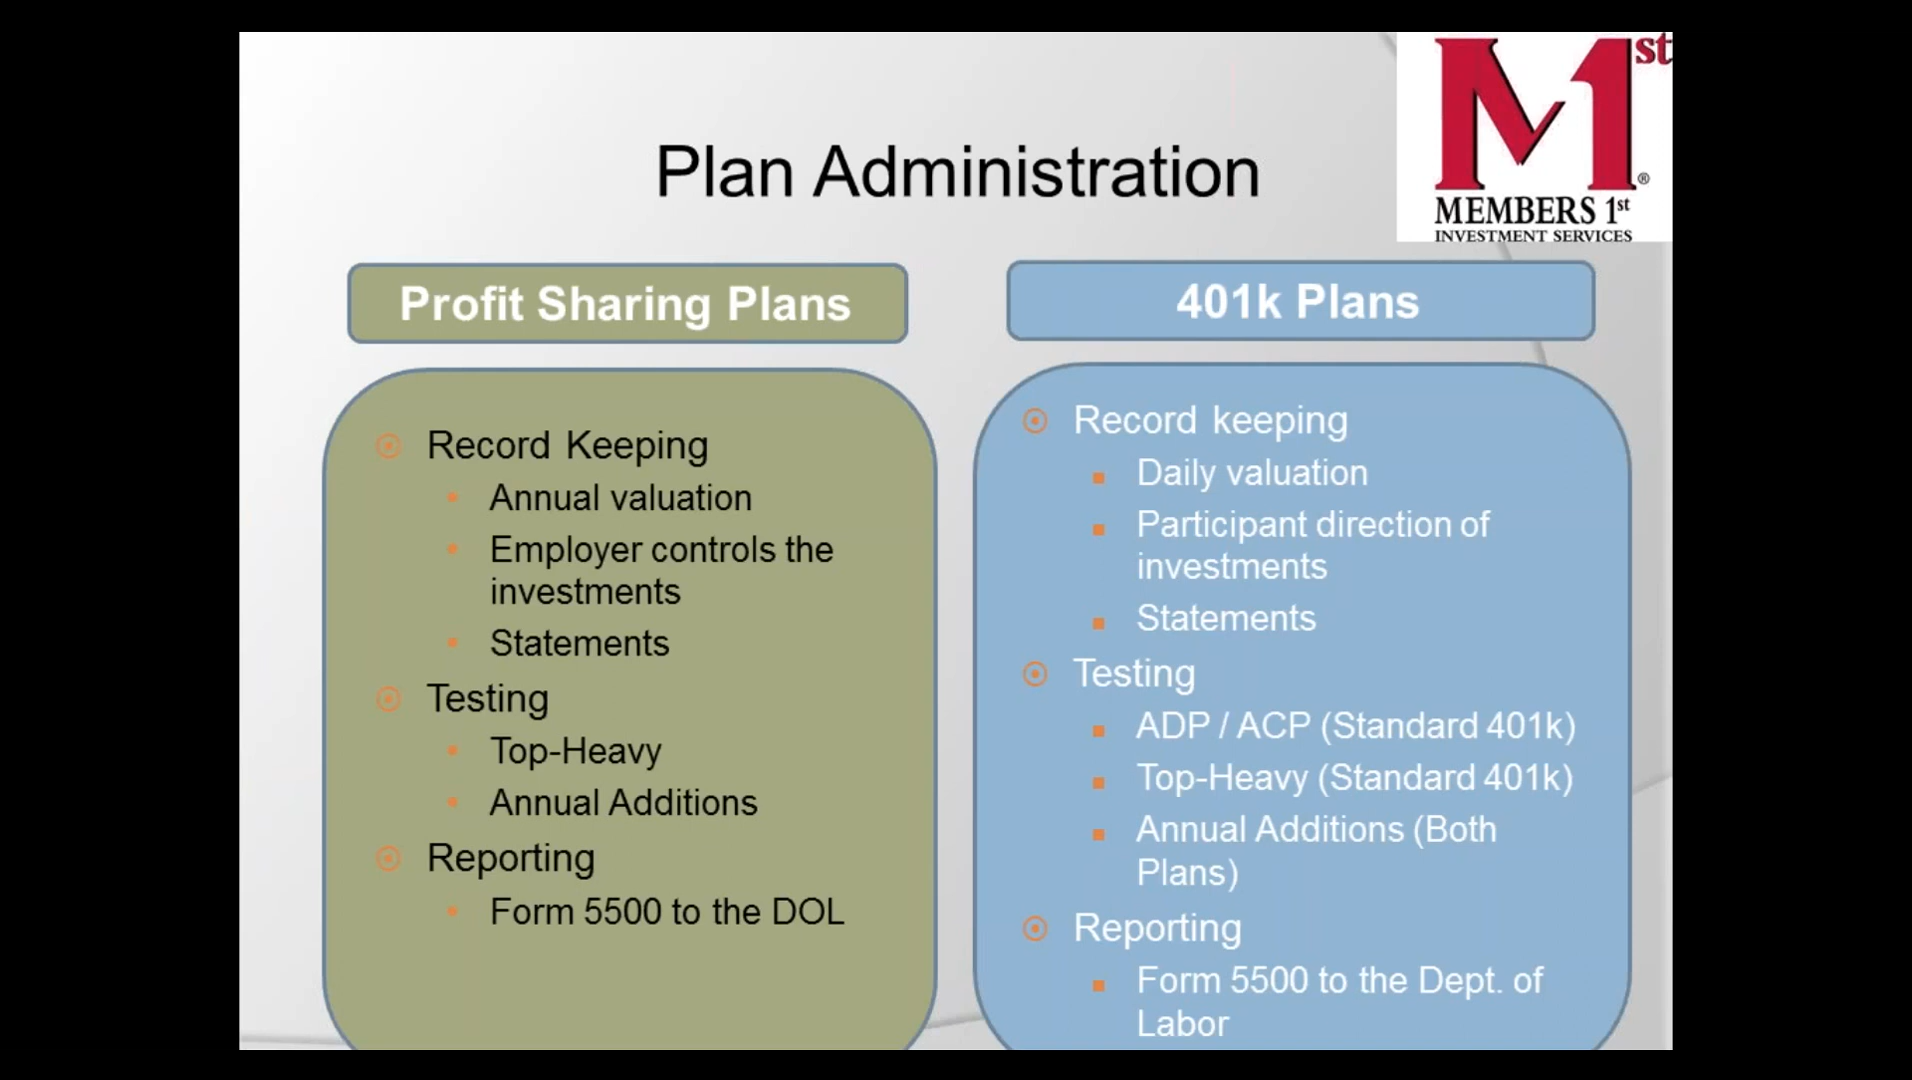 st
M1®
MEMBERS 1st
INVESTMENT SERVICES
Plan Administration
Profit Sharing Plans
Record Keeping
Annual valuation
Employer controls the
investments
Statements
Testing
Top-Heavy
Annual Additions
Reporting
Form 5500 to the DOL
401k Plans
Record keeping
Daily valuation
Participant direction of
investments
Statements
Testing
ADP / ACP (Standard 401k)
Top-Heavy (Standard 401k)
Annual Additions (Both
Plans)
Reporting
Form 5500 to the Dept. of
Labor